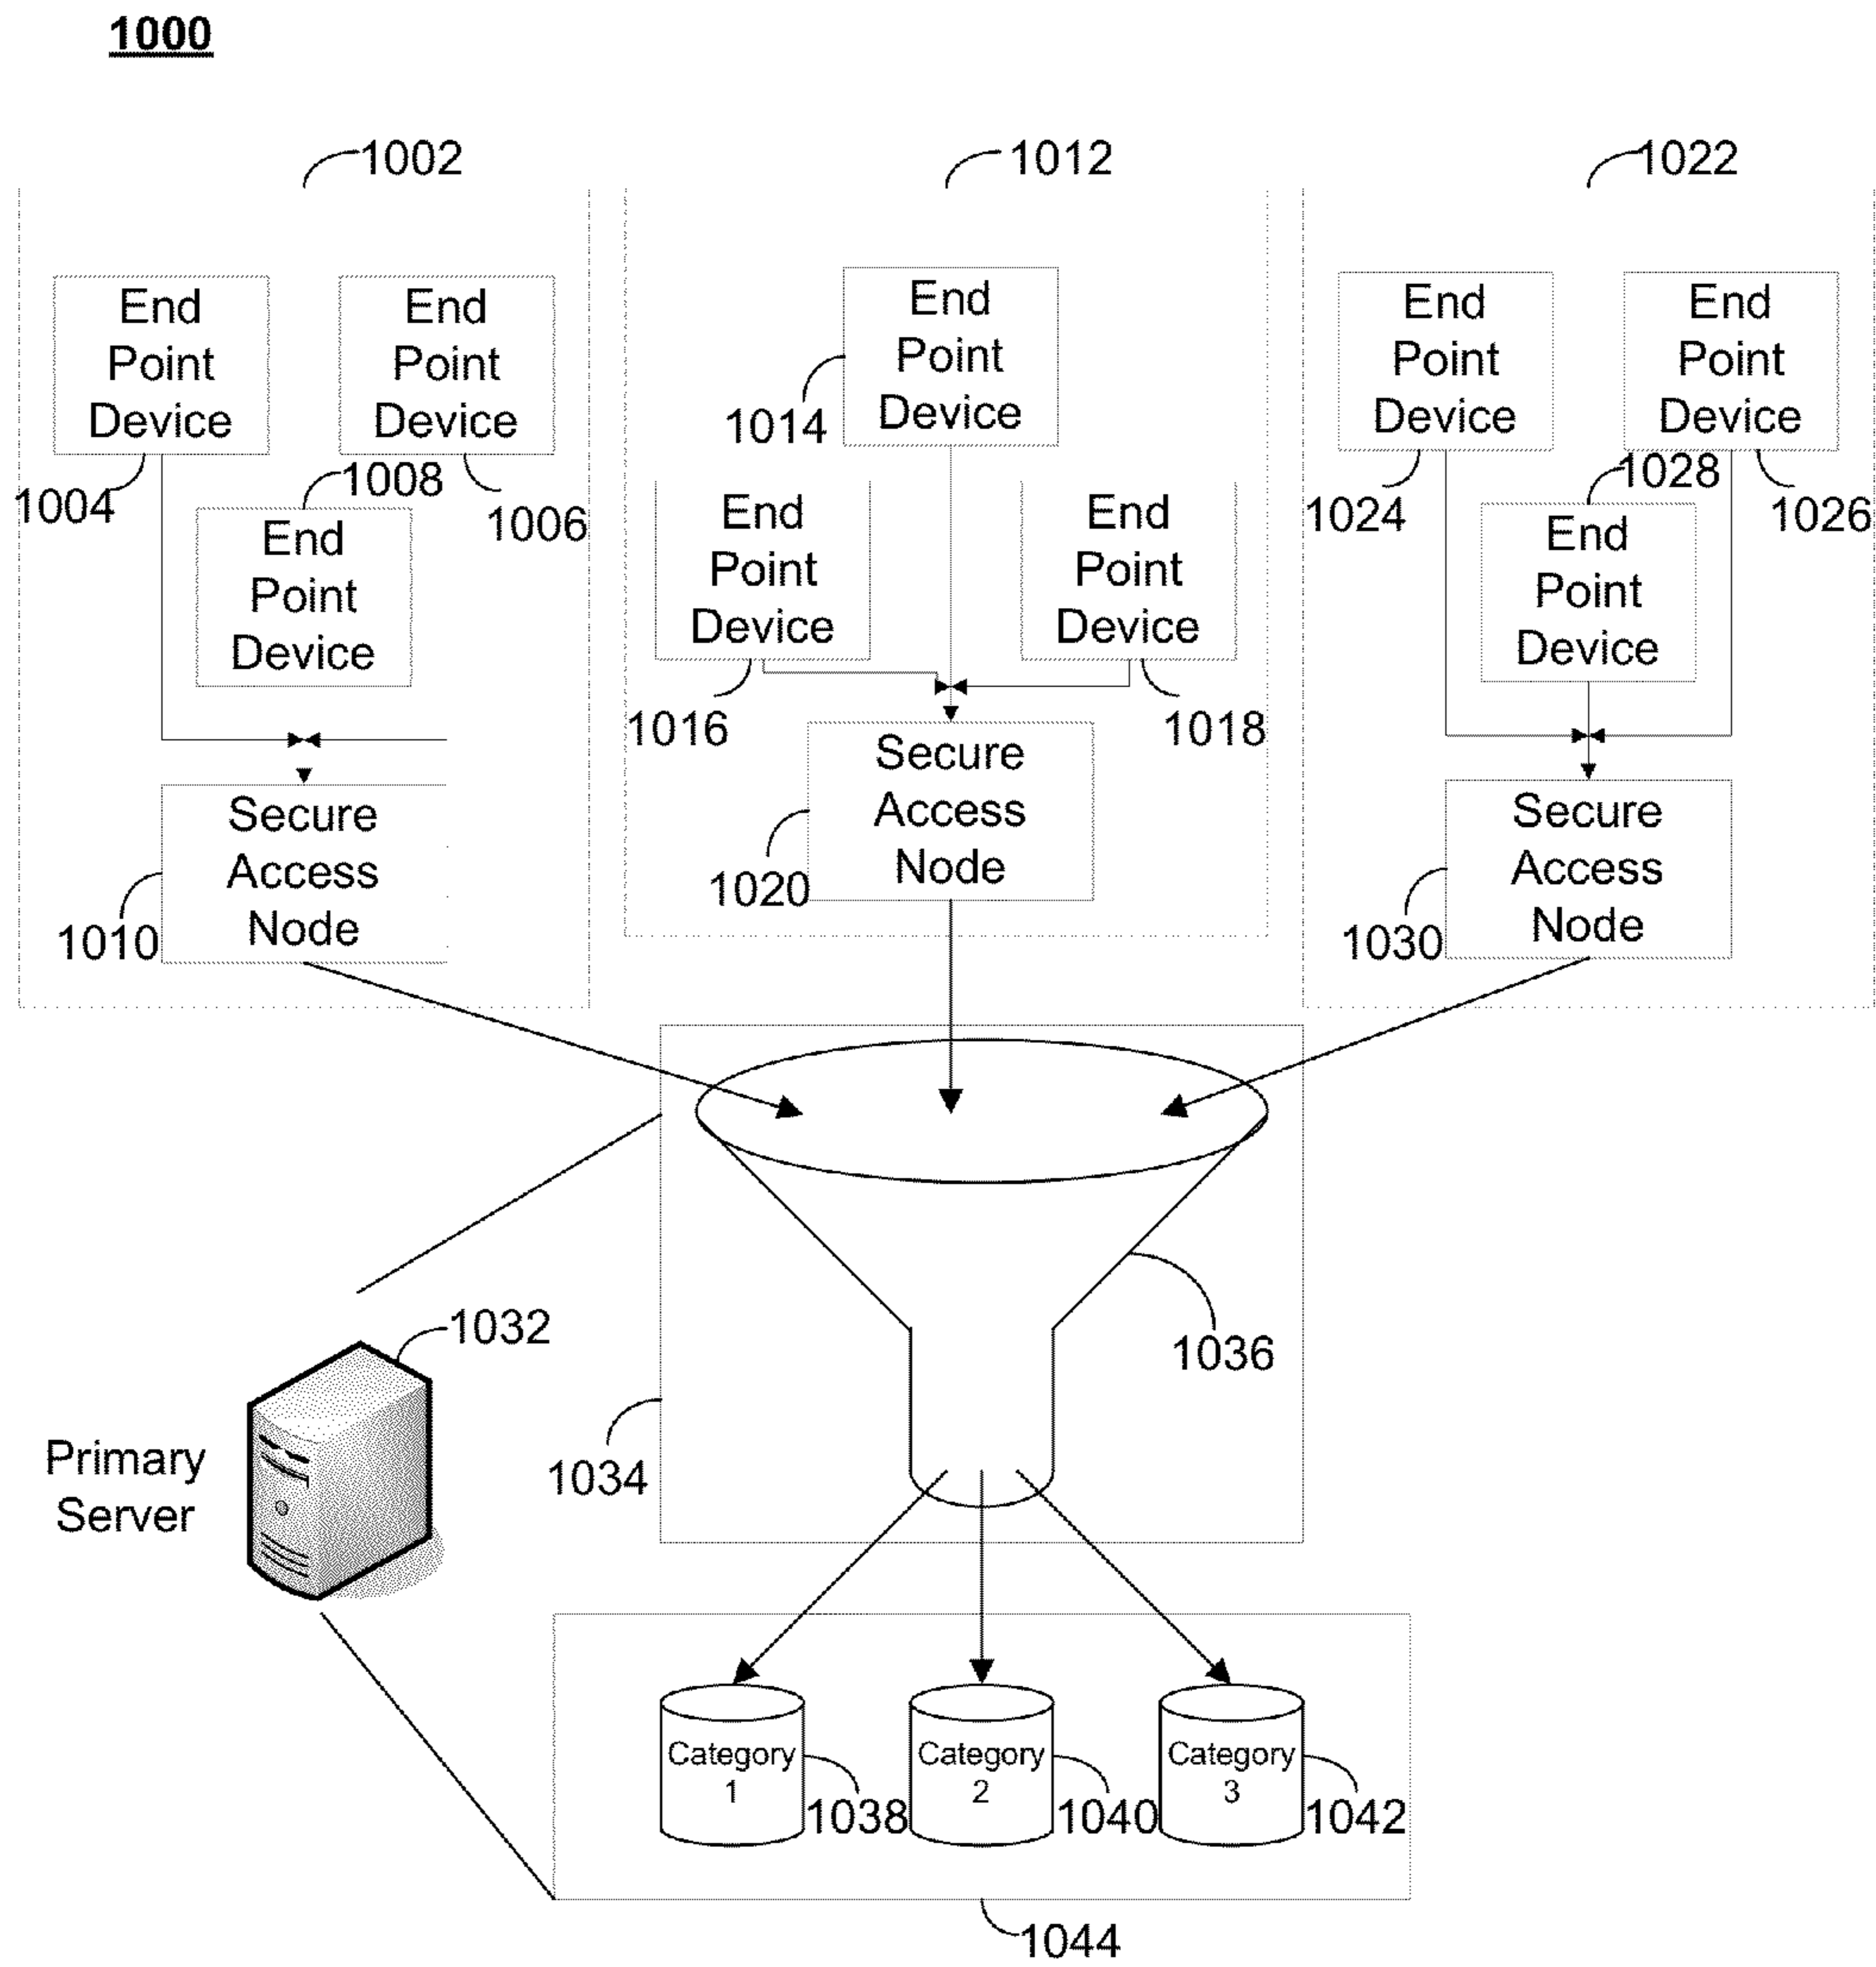 1000
1002
1012
1022
End
Point
Device
1004
End
Point
Device
1006
1008
End
Point
Device
Secure
Access
Node
1010
End
Point
Device
1014
End
Point
Device
1016
End
Point
Device
1018
Secure
Access
Node
1020
End
Point
Device
1024
End
Point
Device
1026
1028
End
Point
Device
Secure
Access
Node
1030
1032
Primary
Server
1036
1034
Category
1
1038
Category
2
1040
Category
3
1042
1044